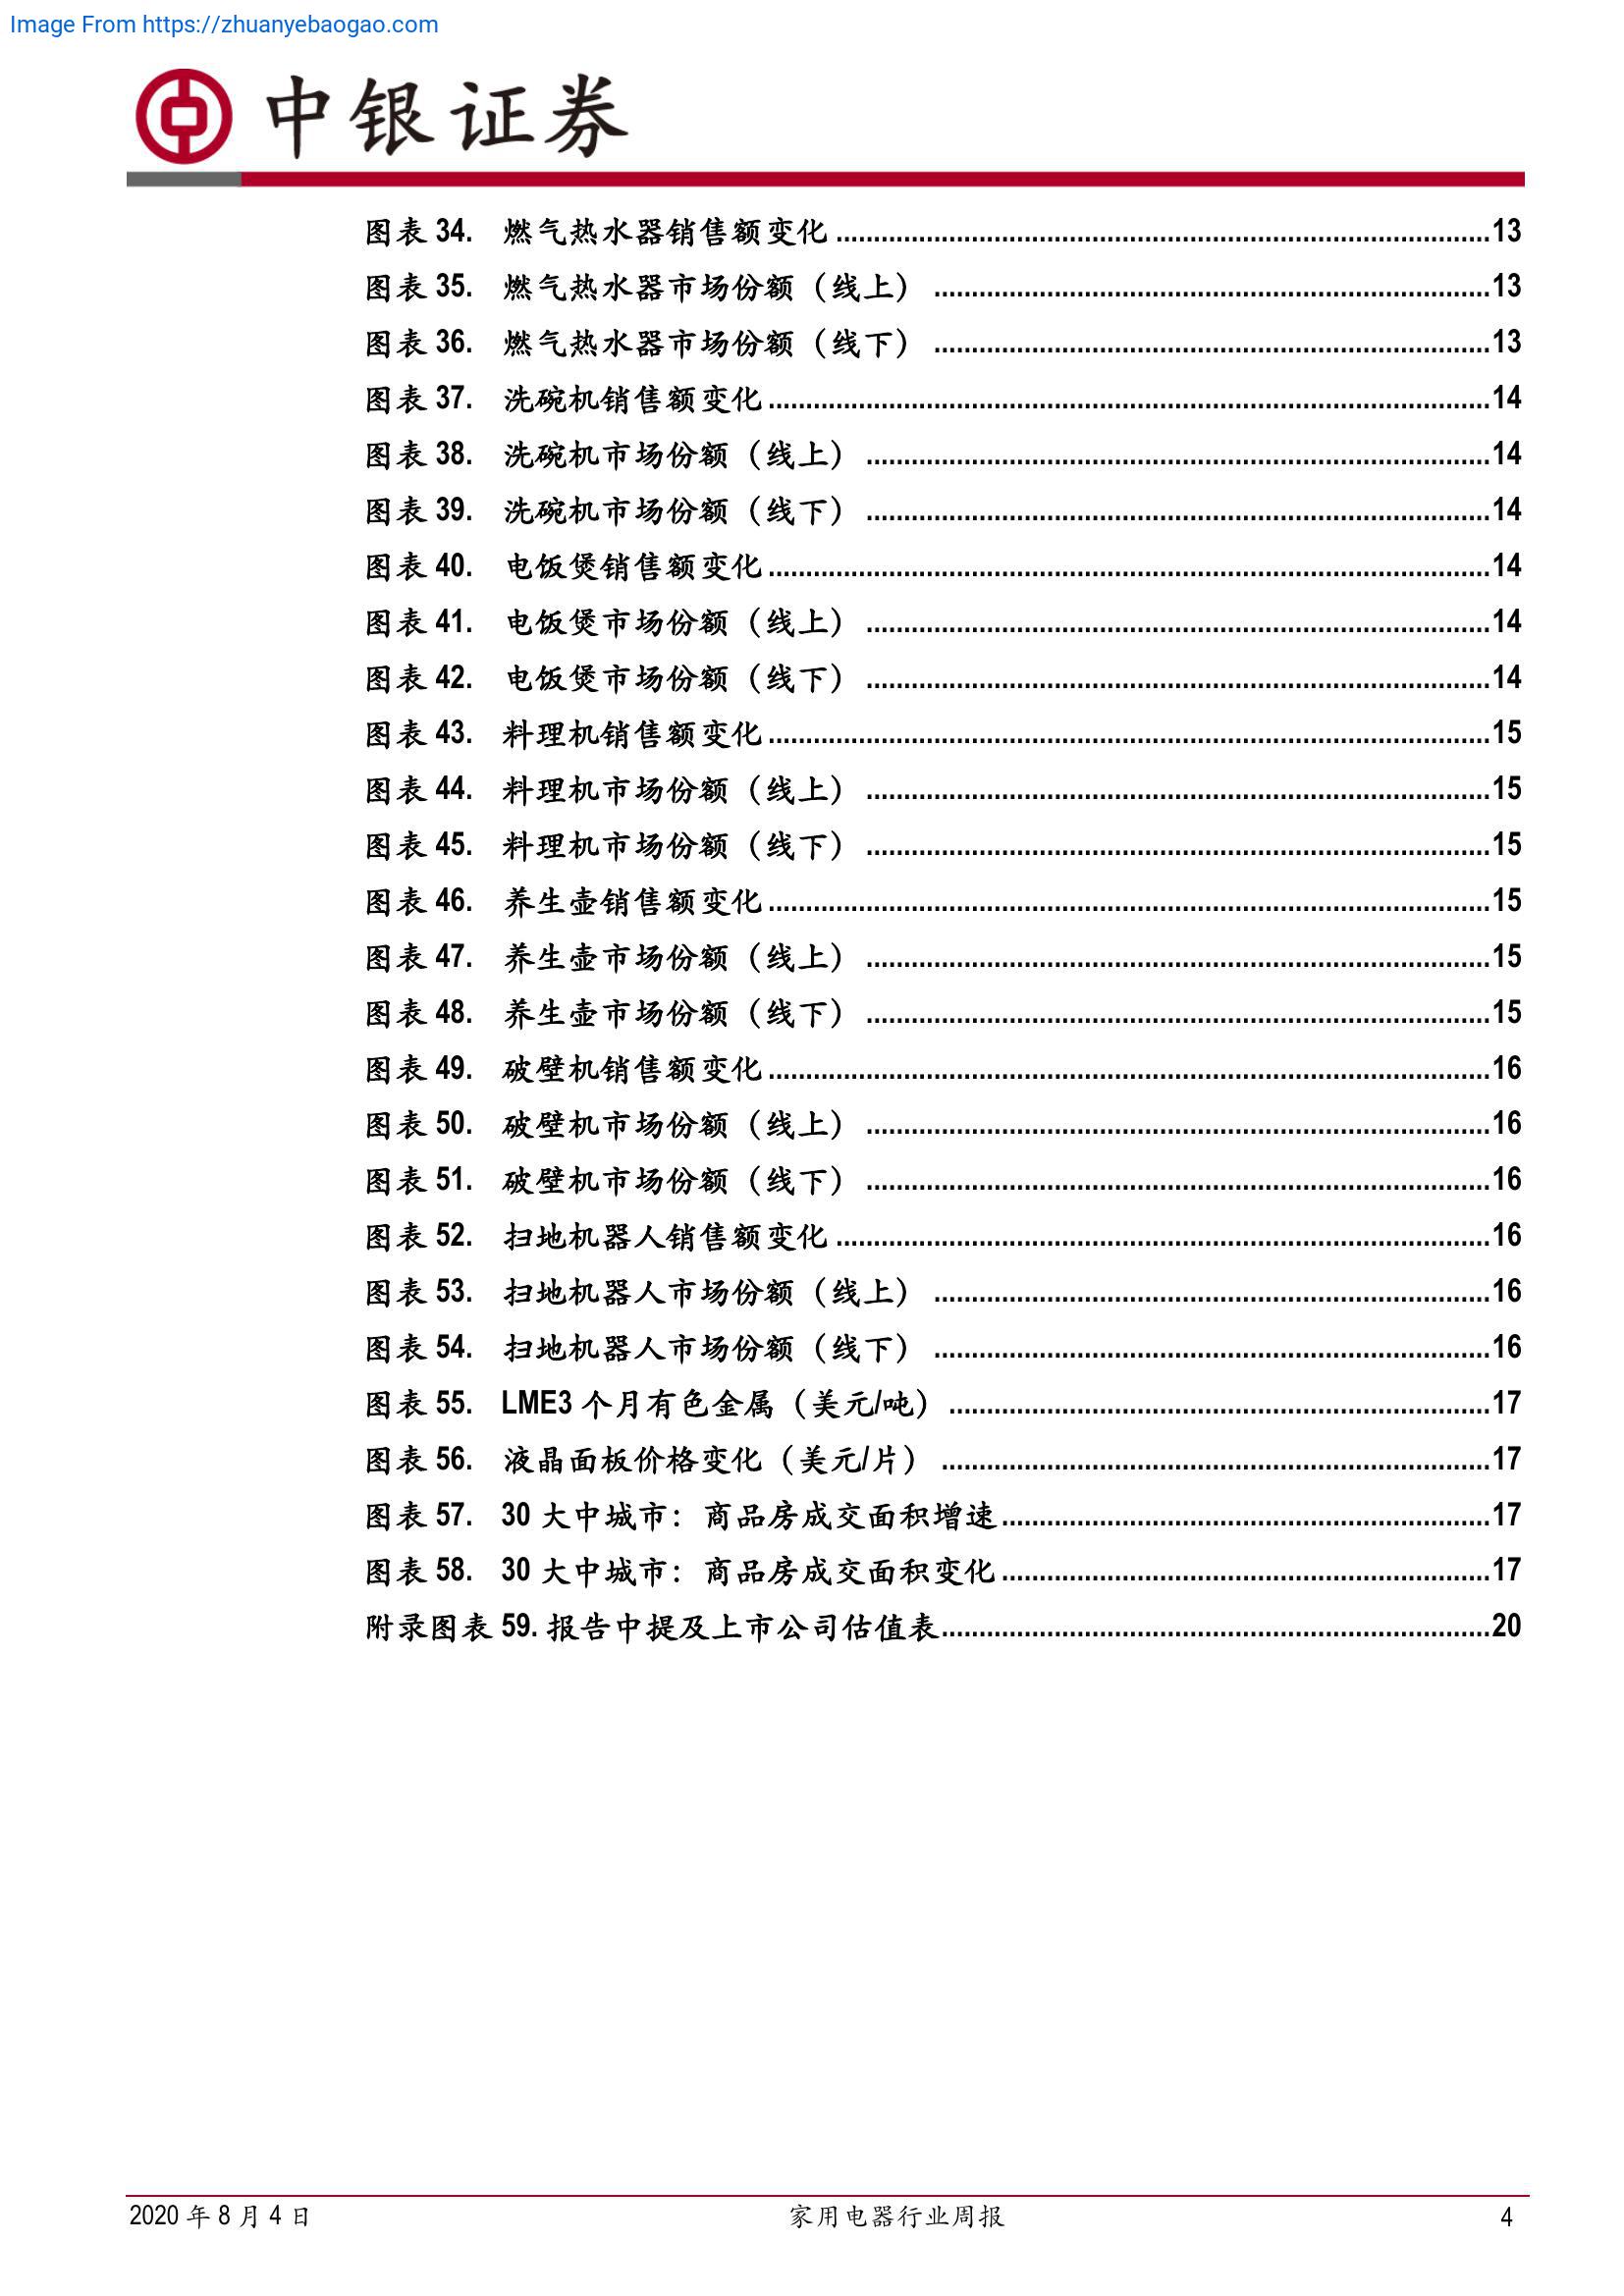 Image From https://zhuanyebaogao.com
中银证券
图表 34. 燃气热水器销售额变化 ........ 13
图表 35. 燃气热水器市场份额（线上） ........ 13
图表 36. 燃气热水器市场份额（线下） ........ 13
图表 37. 洗碗机销售额变化 ........ 14
图表 38. 洗碗机市场份额（线上） ........ 14
图表 39. 洗碗机市场份额（线下） ........ 14
图表 40. 电饭煲销售额变化 ........ 14
图表 41. 电饭煲市场份额（线上） ........ 14
图表 42. 电饭煲市场份额（线下） ........ 14
图表 43. 料理机销售额变化 ........ 15
图表 44. 料理机市场份额（线上） ........ 15
图表 45. 料理机市场份额（线下） ........ 15
图表 46. 养生壶销售额变化 ........ 15
图表 47. 养生壶市场份额（线上） ........ 15
图表 48. 养生壶市场份额（线下） ........ 15
图表 49. 破壁机销售额变化 ........ 16
图表 50. 破壁机市场份额（线上） ........ 16
图表 51. 破壁机市场份额（线下） ........ 16
图表 52. 扫地机器人销售额变化 ........ 16
图表 53. 扫地机器人市场份额（线上） ........ 16
图表 54. 扫地机器人市场份额（线下） ........ 16
图表 55. LME3 个月有色金属（美元/吨） ........ 17
图表 56. 液晶面板价格变化（美元/片） ........ 17
图表 57. 30 大中城市：商品房成交面积增速 ........ 17
图表 58. 30 大中城市：商品房成交面积变化 ........ 17
附录图表 59. 报告中提及上市公司估值表 ........ 20
2020 年 8 月 4 日 家用电器行业周报 4